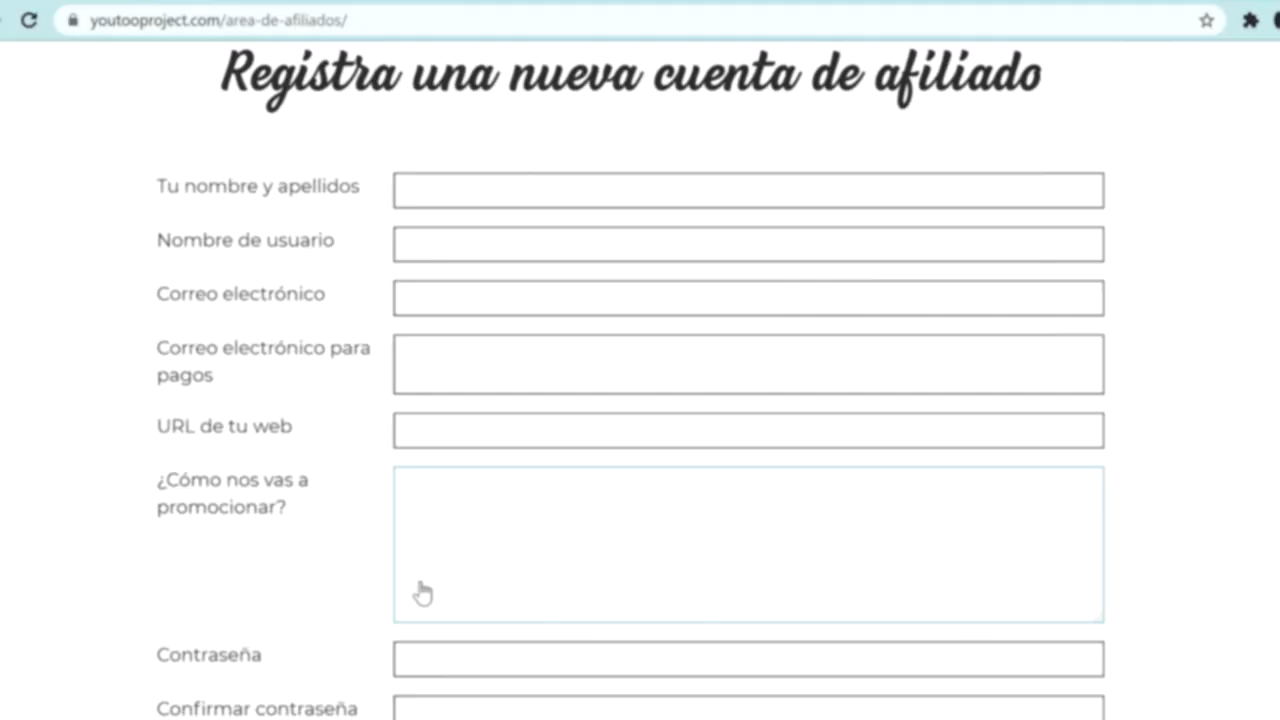 youtooproject.com/area-de-afiliados/
Registra una nueva cuenta de afiliado
Tu nombre y apellidos
Nombre de usuario
Correo electrónico
Correo electrónico para
pagos
URL de tu web
¿Cómo nos vas a
promocionar?
Contraseña
Confirmar contraseña